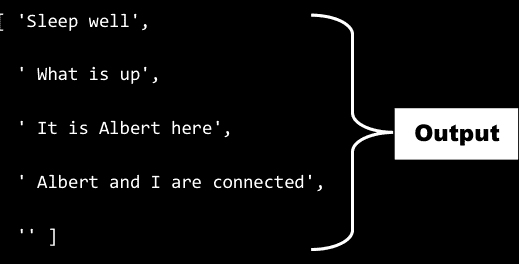 [ 'Sleep well',
' What is up',
' It is Albert here',
' Albert and I are connected',
'' ]
Output